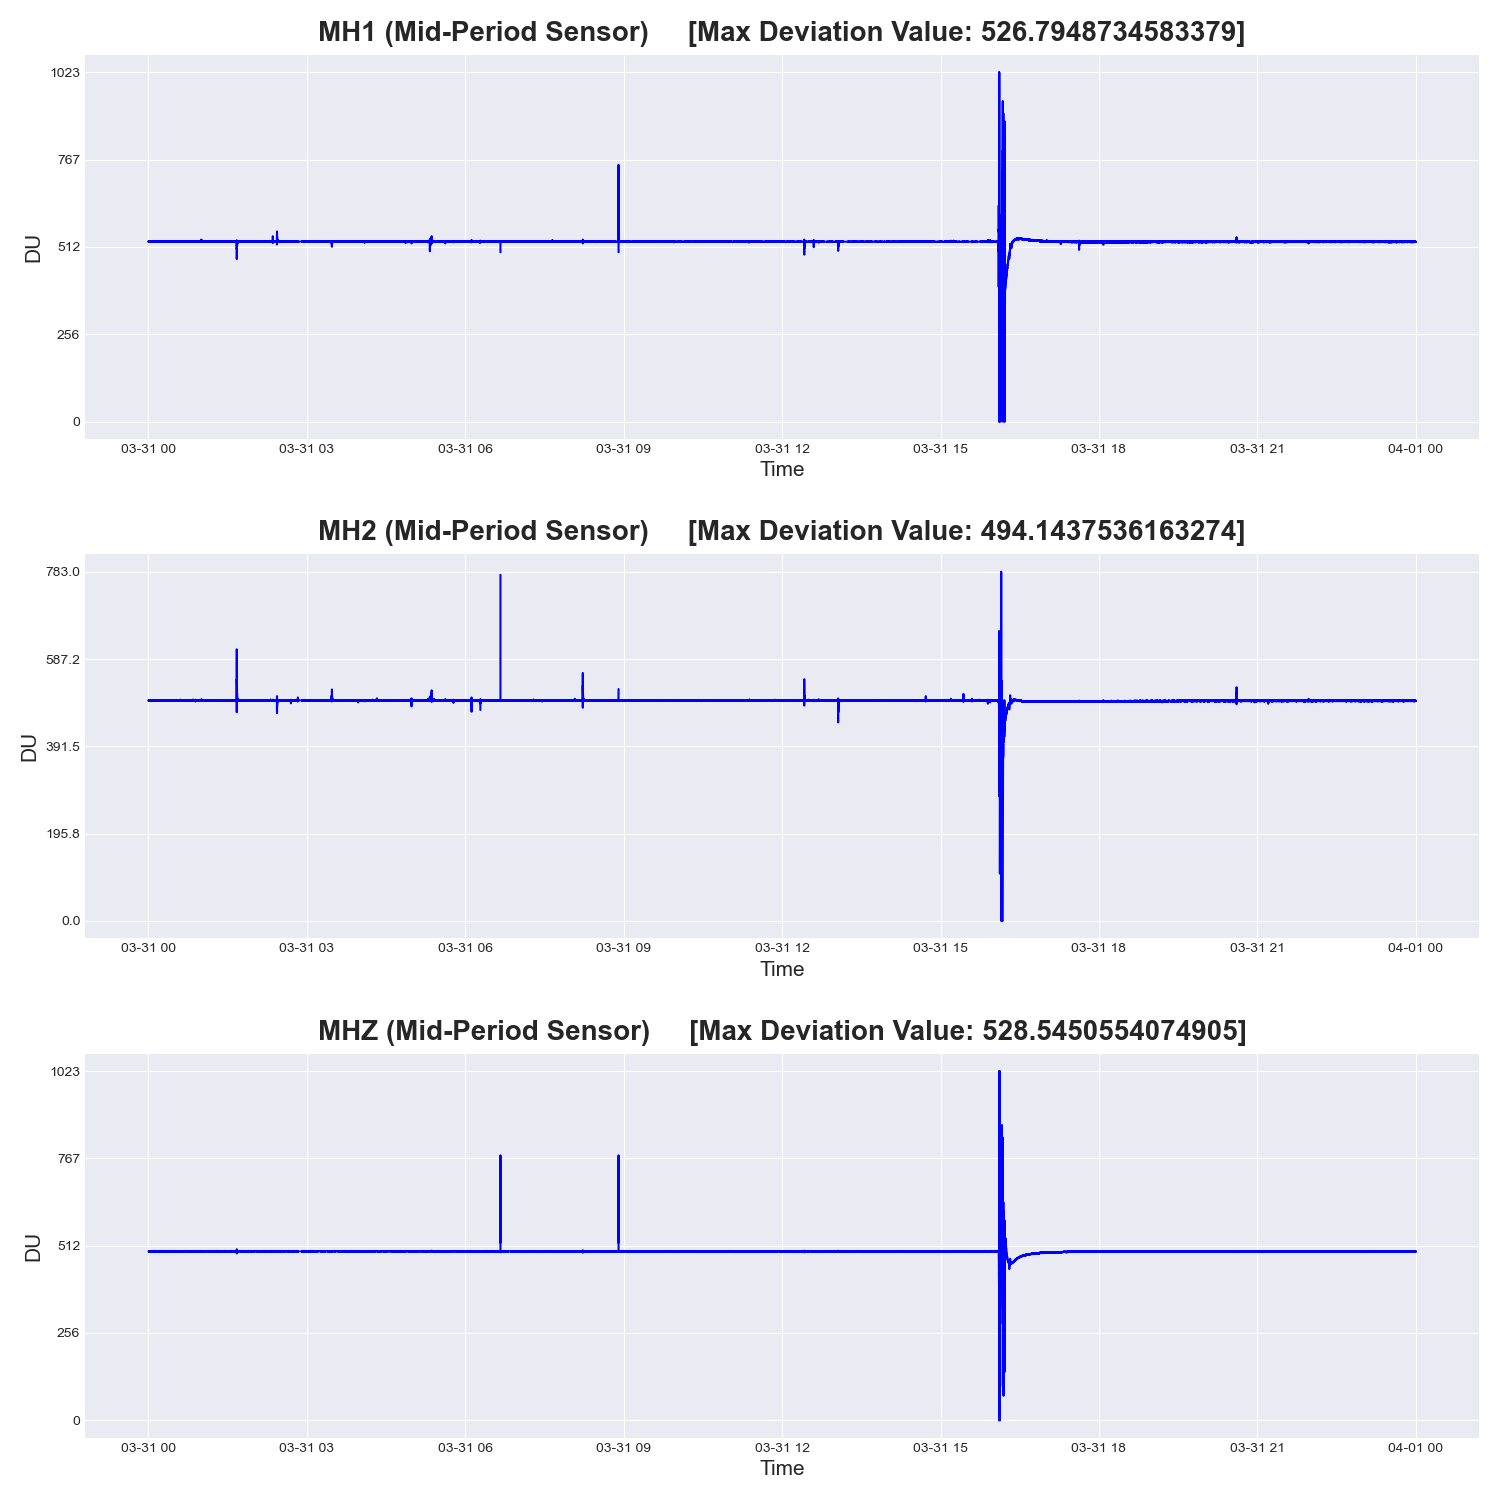 MH1 (Mid-Period Sensor) [Max Deviation Value: 526.7948734583379]
1023
767
512
256
0
DU
03-31 00 03-31 03 03-31 06 03-31 09 03-31 12 03-31 15 03-31 18 03-31 21 04-01 00
Time
MH2 (Mid-Period Sensor) [Max Deviation Value: 494.1437536163274]
783.0
587.2
391.5
195.8
0.0
DU
03-31 00 03-31 03 03-31 06 03-31 09 03-31 12 03-31 15 03-31 18 03-31 21 04-01 00
Time
MHZ (Mid-Period Sensor) [Max Deviation Value: 528.5450554074905]
1023
767
512
256
0
DU
03-31 00 03-31 03 03-31 06 03-31 09 03-31 12 03-31 15 03-31 18 03-31 21 04-01 00
Time